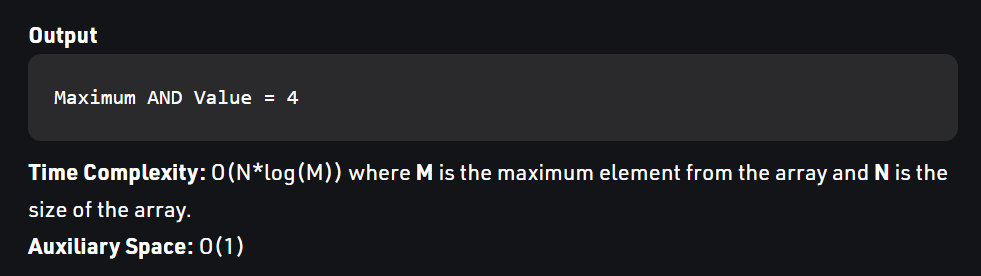 Output
Maximum AND Value = 4
Time Complexity: O(N*log(M)) where M is the maximum element from the array and N is the
size of the array.
Auxiliary Space: O(1)